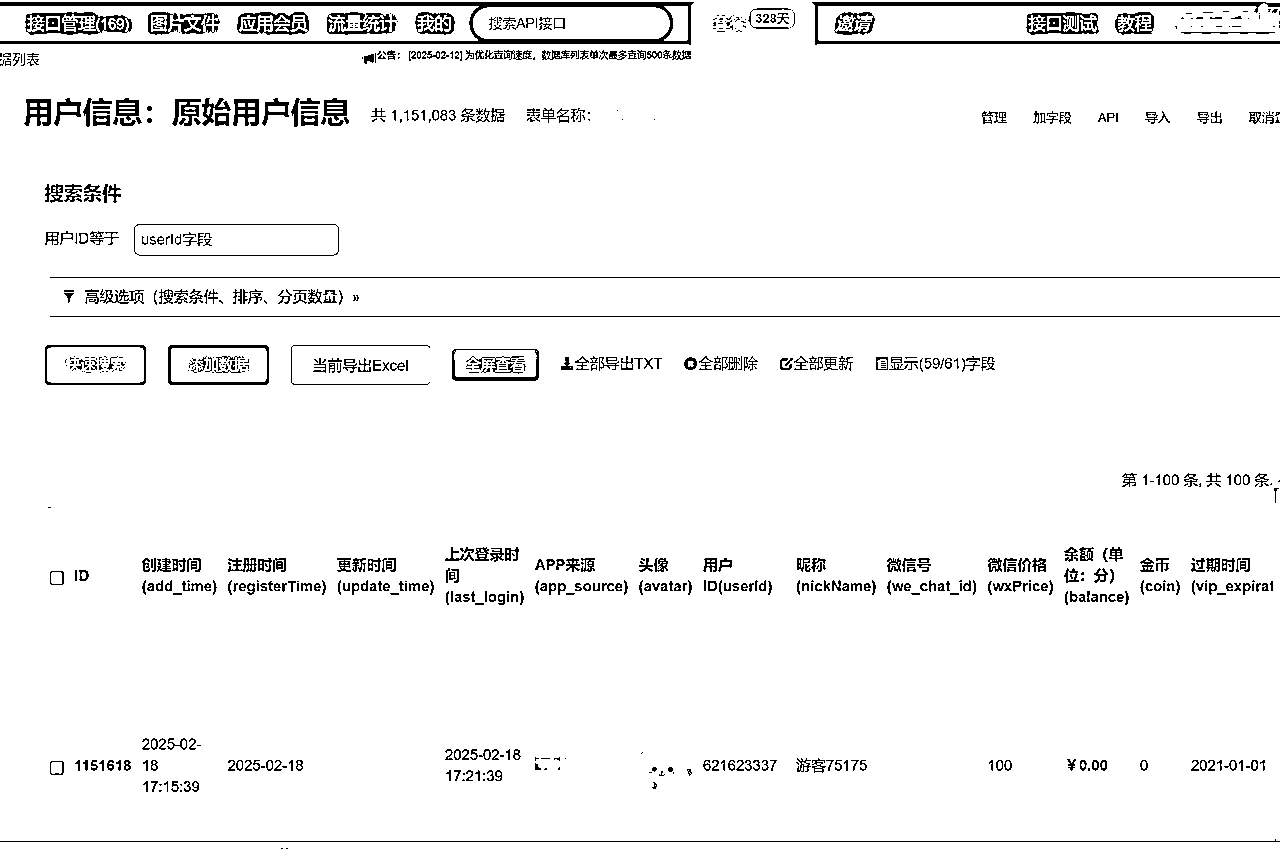 接口管理(169) 图片文件 应用会员 流量统计 我的 搜索API接口 328天 邀请 接口测试 教程
据列表
公告： [2025-02-12] 为优化查询速度，数据库列表单次最多查询500条数据
用户信息：原始用户信息 共 1,151,083 条数据 表单名称：
管理 加字段 API 导入 导出 取消
搜索条件
用户ID等于 userId字段
高级选项（搜索条件、排序、分页数量）»
快速搜索 添加数据 当前导出Excel 全屏查看 全部导出TXT 全部删除 全部更新 显示(59/61)字段
第 1-100 条, 共 100 条.
ID 创建时间(add_time) 注册时间(registerTime) 更新时间(update_time) 上次登录时间(last_login) APP来源(app_source) 头像(avatar) 用户ID(userId) 昵称(nickName) 微信号(we_chat_id) 微信价格(wxPrice) 余额（单位：分）(balance) 金币(coin) 过期时间(vip_expirat
1151618 2025-02-18 17:15:39 2025-02-18 2025-02-18 17:21:39 621623337 游客75175 100 ￥0.00 0 2021-01-01